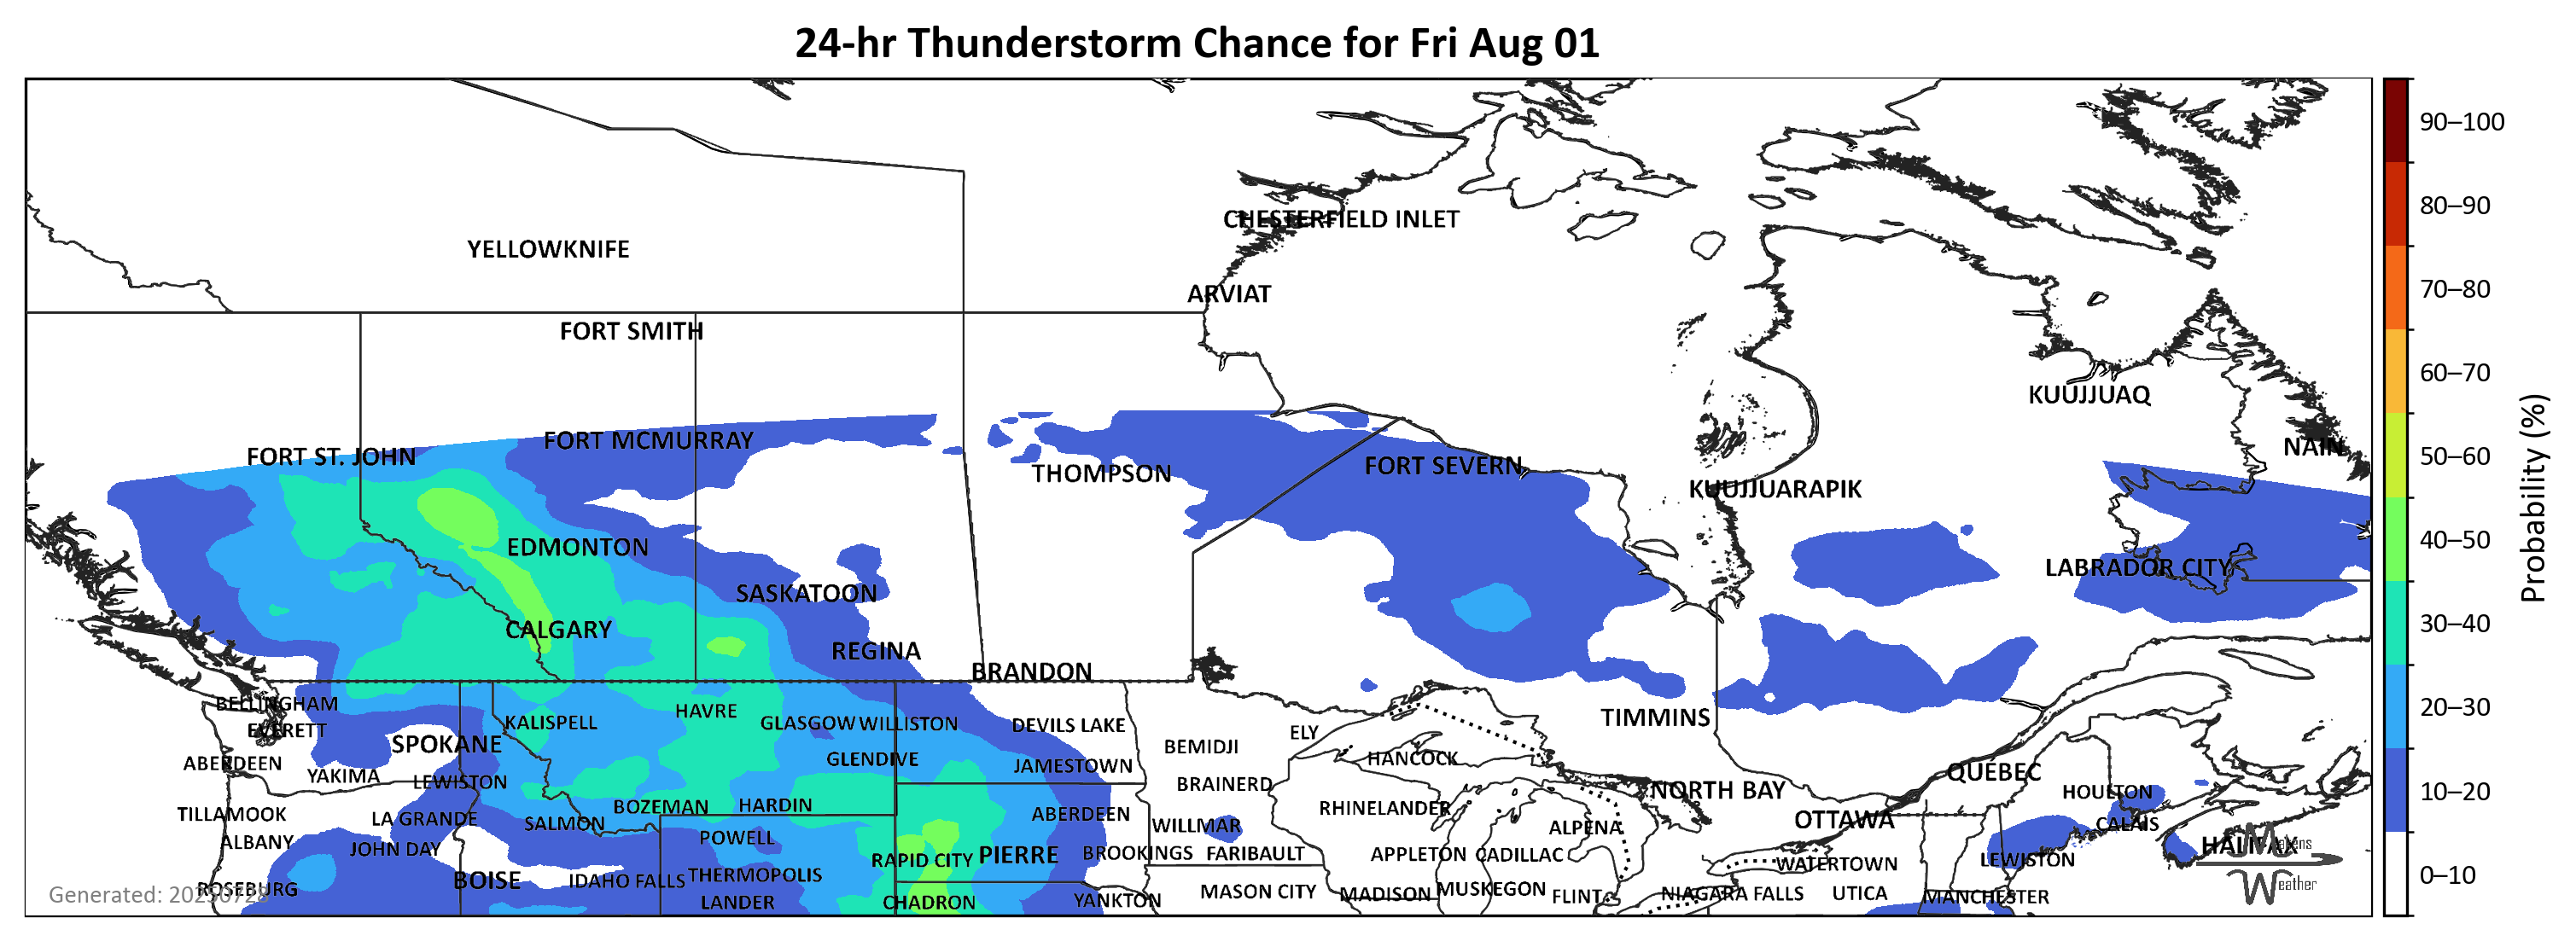 24-hr Thunderstorm Chance for Fri Aug 01
90–100
80–90
CHESTERFIELD INLET
YELLOWKNIFE
70–80
ARVIAT
FORT SMITH
60–70
KUUJJUAQ
FORT MCMURRAY
NAIN
FORT ST. JOHN
50–60
THOMPSON
FORT SEVERN
KUUJJUARAPIK
Probability (%)
EDMONTON
40–50
LABRADOR CITY
SASKATOON
CALGARY
30–40
REGINA
BRANDON
BELLINGHAM
HAVRE
20–30
KALISPELL
GLASGOW
WILLISTON
DEVILS LAKE
TIMMINS
EVERETT
ELY
SPOKANE
BEMIDJI
HANCOCK
GLENDIVE
ABERDEEN
JAMESTOWN
QUÉBEC
YAKIMA
LEWISTON
BRAINERD
NORTH BAY
HOULTON
10–20
BOZEMAN
HARDIN
RHINELANDER
TILLAMOOK
LA GRANDE
SALMON
ABERDEEN
WILLMAR
ALPENA
OTTAWA
CALAIS
ALBANY
POWELL
HALIFAX
Makens
JOHN DAY
RAPID CITY
PIERRE
BROOKINGS
FARIBAULT
APPLETON
CADILLAC
WATERTOWN
LEWISTON
BOISE
IDAHO FALLS
THERMOPOLIS
0–10
Weather
ROSEBURG
Generated: 20250728
LANDER
CHADRON
YANKTON
MASON CITY
MADISON
MUSKEGON
FLINT
NIAGARA FALLS
UTICA
MANCHESTER